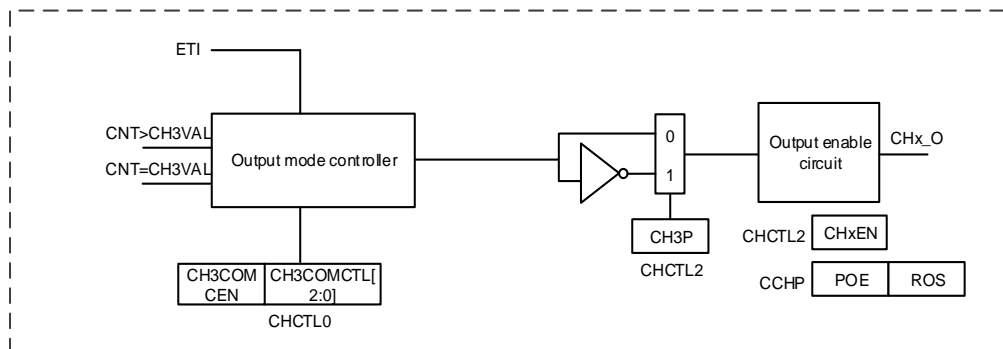 ETI
CNT>CH3VAL
CNT=CH3VAL
Output mode controller
0
1
Output enable
circuit
CHx_O
CH3P
CHCTL2
CHCTL2
CHxEN
CCHP
POE
ROS
CH3COM
CEN
CH3COMCTL[
2:0]
CHCTL0